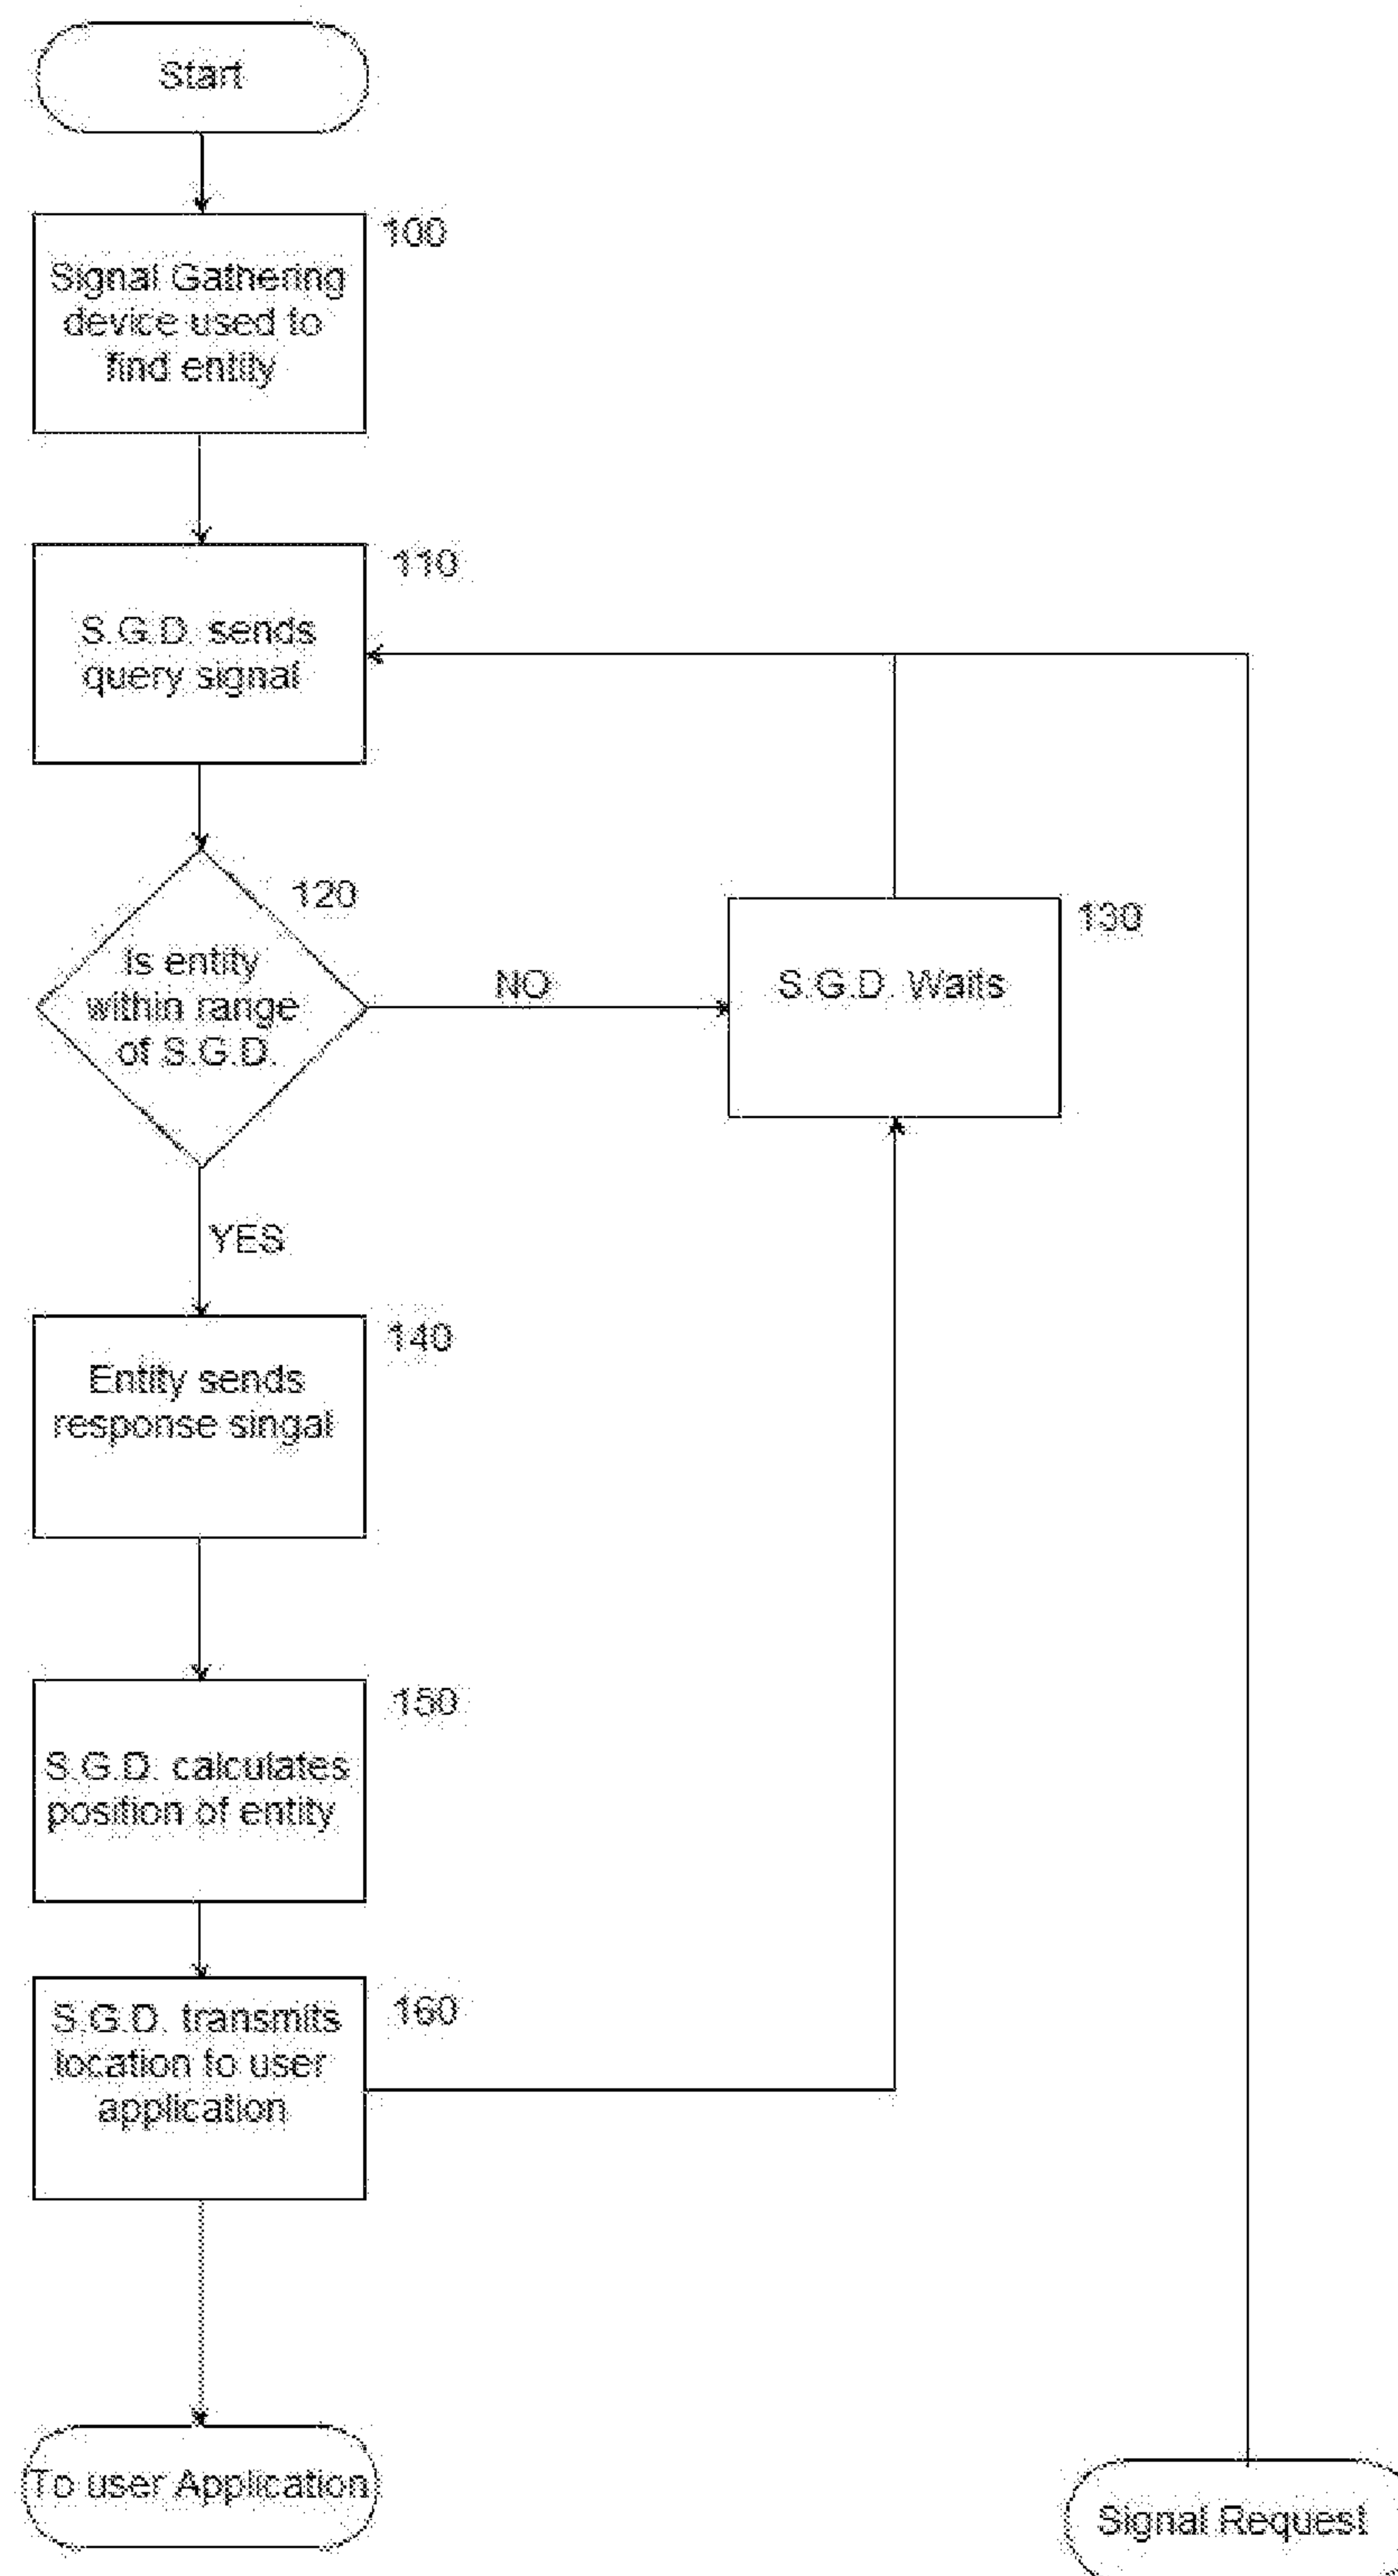 Start
100
Signal Gathering
device used to
find entity
110
S.G.D. sends
query signal
120
Is entity
within range
of S.G.D.
NO
130
S.G.D. Waits
YES
140
Entity sends
response singal
150
S.G.D. calculates
position of entity
160
S.G.D. transmits
location to user
application
To user Application
Signal Request